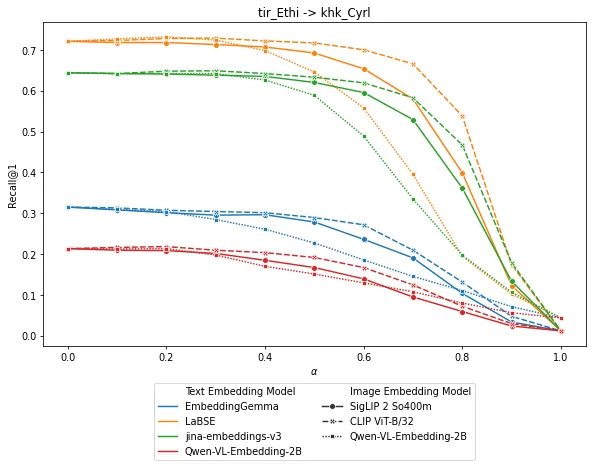 tir_Ethi -> khk_Cyrl
Recall@1
0.7
0.6
0.5
0.4
0.3
0.2
0.1
0.0
0.0 0.2 0.4 0.6 0.8 1.0
α
Text Embedding Model
EmbeddingGemma
LaBSE
jina-embeddings-v3
Qwen-VL-Embedding-2B
Image Embedding Model
SigLIP 2 So400m
CLIP ViT-B/32
Qwen-VL-Embedding-2B